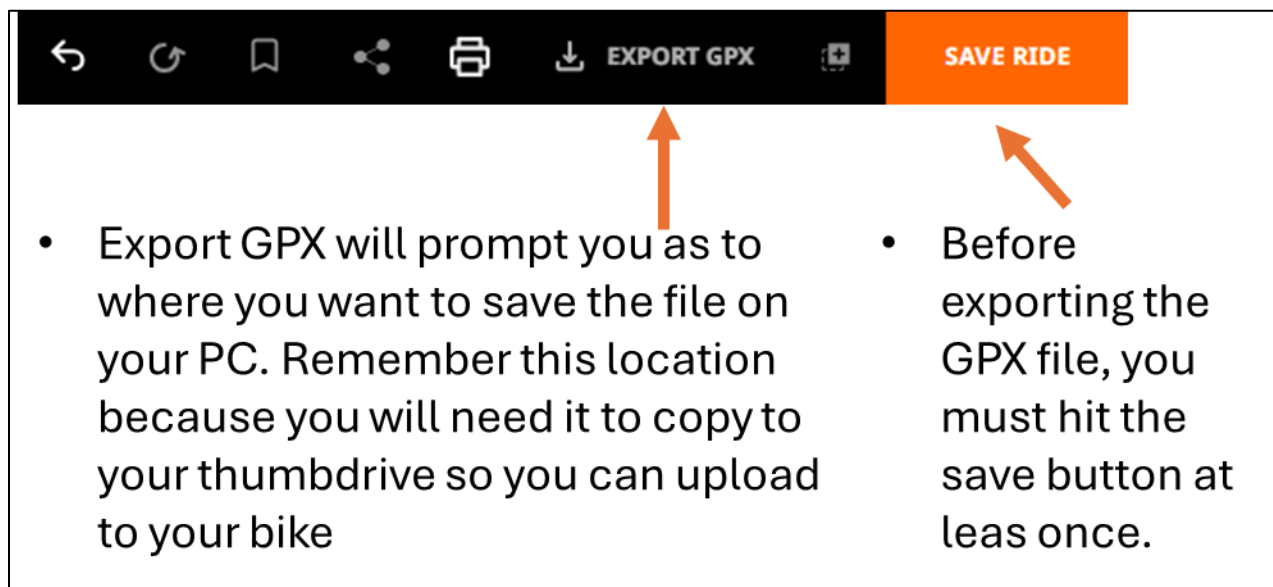 EXPORT GPX
SAVE RIDE
• Export GPX will prompt you as to
where you want to save the file on
your PC. Remember this location
because you will need it to copy to
your thumbdrive so you can upload
to your bike
• Before
exporting the
GPX file, you
must hit the
save button at
leas once.